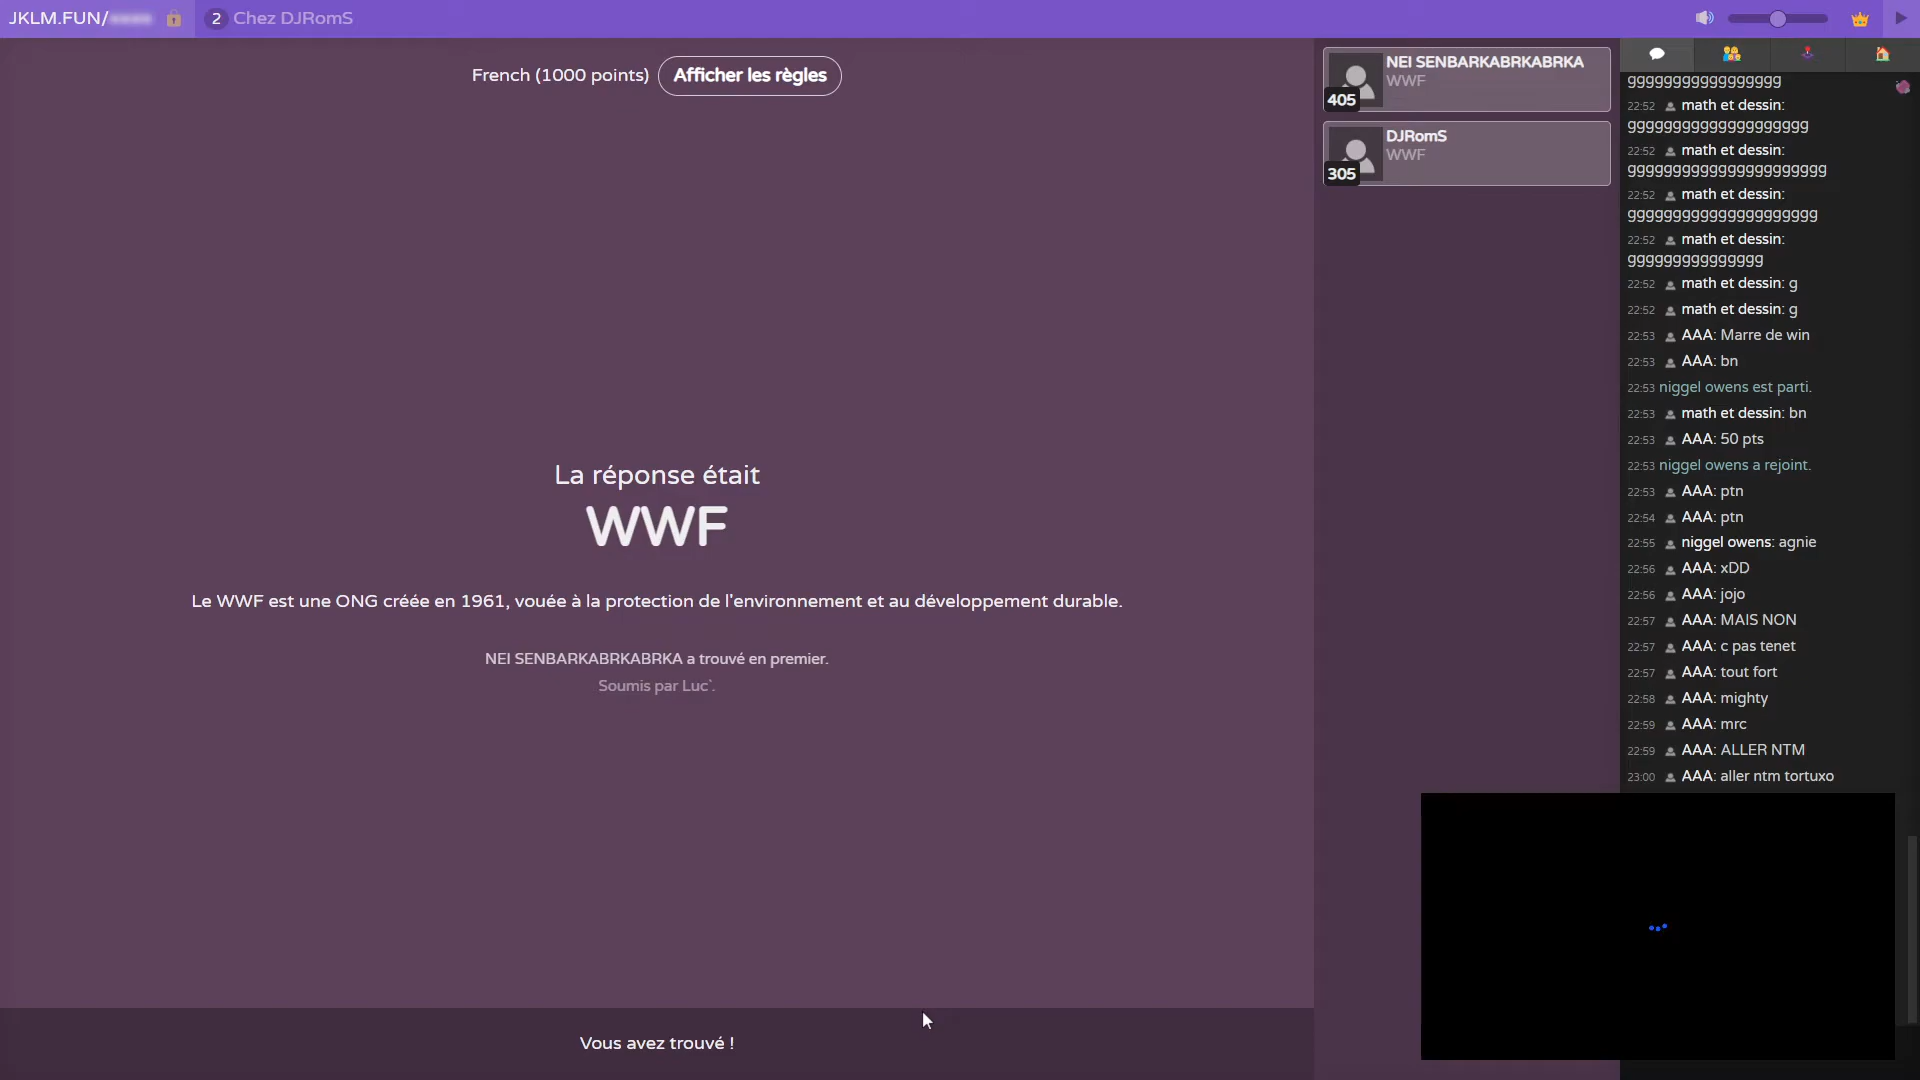 JKLM.FUN/
2 Chez DJRomS
French (1000 points) Afficher les règles
La réponse était
WWF
Le WWF est une ONG créée en 1961, vouée à la protection de l'environnement et au développement durable.
NEI SENBARKABRKABRKA a trouvé en premier.
Soumis par Luc`.
Vous avez trouvé !
NEI SENBARKABRKABRKA
WWF
405
DJRomS
WWF
305
ggggggggggggggggg
22:52 math et dessin:
gggggggggggggggggggg
22:52 math et dessin:
gggggggggggggggggggggg
22:52 math et dessin:
ggggggggggggggggggggg
22:52 math et dessin:
ggggggggggggggg
22:52 math et dessin: g
22:52 math et dessin: g
22:53 AAA: Marre de win
22:53 AAA: bn
22:53 niggel owens est parti.
22:53 math et dessin: bn
22:53 AAA: 50 pts
22:53 niggel owens a rejoint.
22:53 AAA: ptn
22:54 AAA: ptn
22:55 niggel owens: agnie
22:56 AAA: xDD
22:56 AAA: jojo
22:57 AAA: MAIS NON
22:57 AAA: c pas tenet
22:57 AAA: tout fort
22:58 AAA: mighty
22:59 AAA: mrc
22:59 AAA: ALLER NTM
23:00 AAA: aller ntm tortuxo